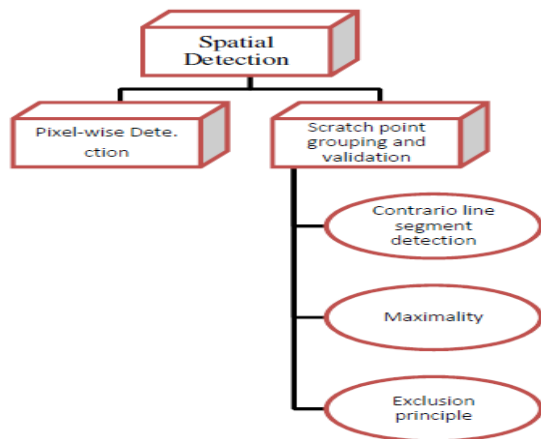 Spatial
Detection
Pixel-wise Dete.
ction
Scratch point
grouping and
validation
Contrario line
segment
detection
Maximality
Exclusion
principle